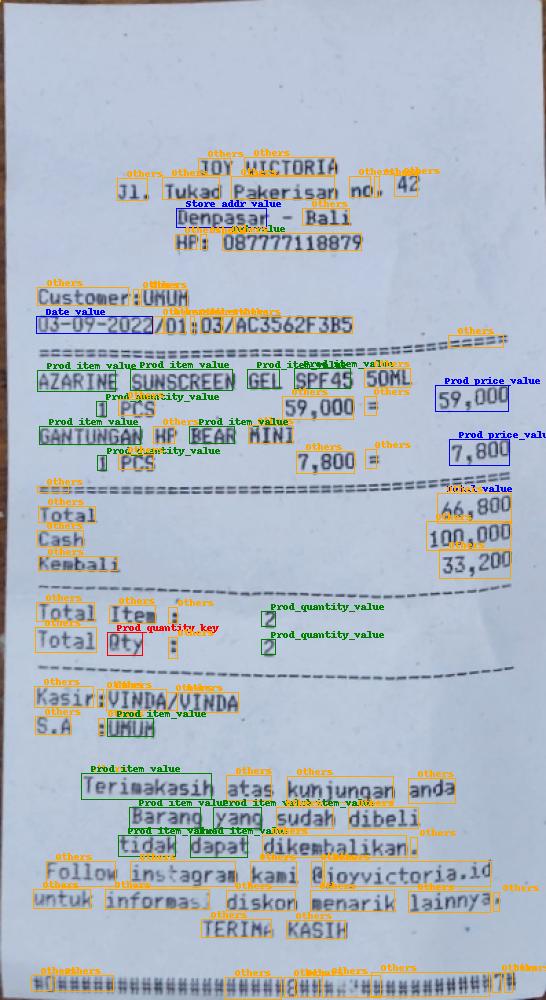 JOY VICTORIA
Jl. Tukad Pakerisan no. 42
Denpasar - Bali
HP: 087777118879
Customer:UMUM
03-09-2022/01:03/AC3562F3B5
AZARINE SUNSCREEN GEL SPF45 50ML
1 PCS 59,000 = 59,000
GANTUNGAN HP BEAR MINI
1 PCS 7,800 = 7,800
Total 66,800
Cash 100,000
Kembali 33,200
Total Item : 2
Total Qty : 2
Kasir:VINDA/VINDA
S.A :UMUM
Terimakasih atas kunjungan anda
Barang yang sudah dibeli
tidak dapat dikembalikan.
Follow instagram kami @joyvictoria.id
untuk informasi diskon menarik lainnya.
TERIMA KASIH